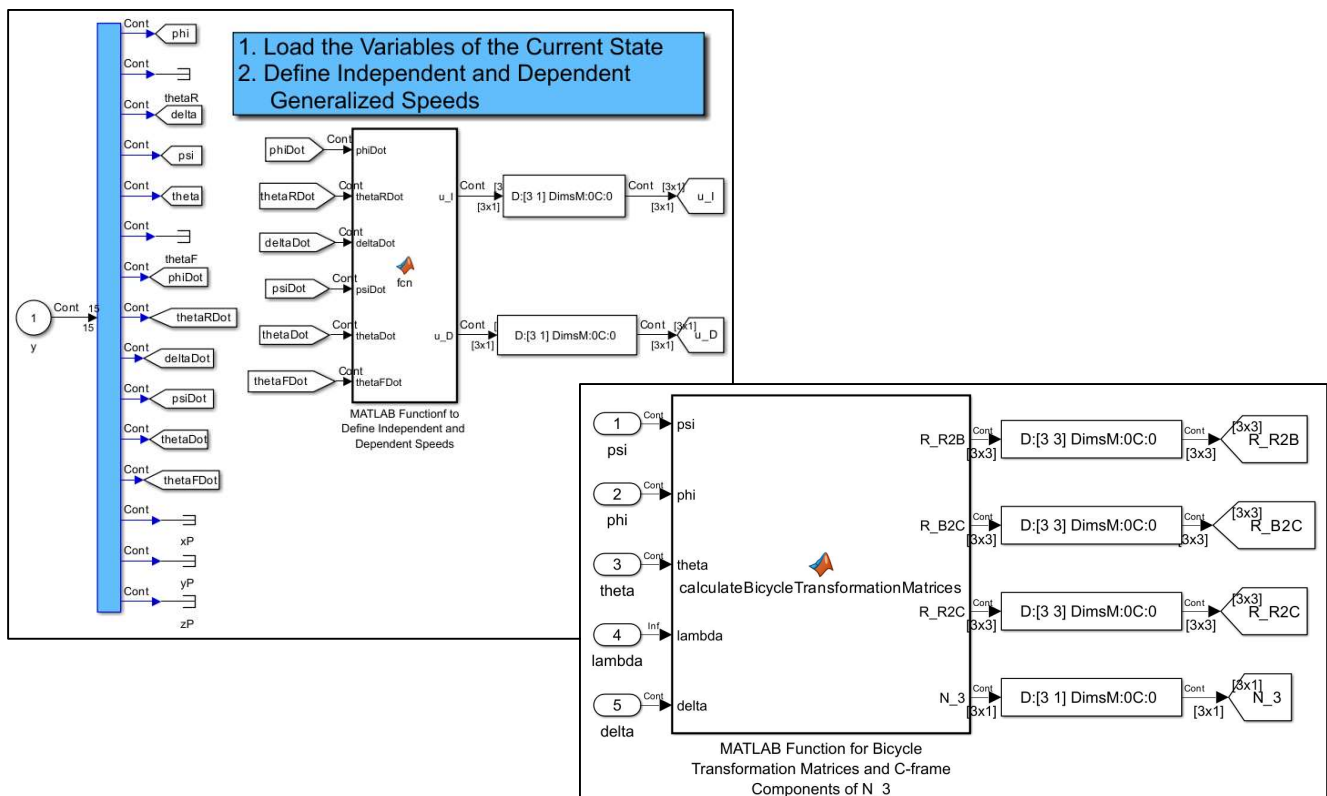 1. Load the Variables of the Current State
2. Define Independent and Dependent
Generalized Speeds
1
y
Cont 15
15
Cont
phi
Cont
thetaR
Cont
delta
Cont
psi
Cont
theta
Cont
thetaF
Cont
phiDot
Cont
thetaRDot
Cont
deltaDot
Cont
psiDot
Cont
thetaDot
Cont
thetaFDot
Cont
xP
Cont
yP
Cont
zP
phiDot
Cont
phiDot
thetaRDot
Cont
thetaRDot
deltaDot
Cont
deltaDot
psiDot
Cont
psiDot
thetaDot
Cont
thetaDot
thetaFDot
Cont
thetaFDot
fcn
u_I
Cont [3
[3x1]
D:[3 1] DimsM:0C:0
Cont [3x1]
[3x1]
u_I
u_D
Cont [
[3x1]
D:[3 1] DimsM:0C:0
Cont [3x1]
[3x1]
u_D
MATLAB Functionf to
Define Independent and
Dependent Speeds
1
psi
Cont
psi
2
phi
Cont
phi
3
theta
Cont
theta
4
lambda
Inf
lambda
5
delta
Cont
delta
calculateBicycleTransformationMatrices
R_R2B
Cont
[3x3]
D:[3 3] DimsM:0C:0
Cont
[3x3]
[3x3]
R_R2B
R_B2C
Cont
[3x3]
D:[3 3] DimsM:0C:0
Cont
[3x3]
[3x3]
R_B2C
R_R2C
Cont
[3x3]
D:[3 3] DimsM:0C:0
Cont
[3x3]
[3x3]
R_R2C
N_3
Cont
[3x1]
D:[3 1] DimsM:0C:0
Cont
[3x1]
[3x1]
N_3
MATLAB Function for Bicycle
Transformation Matrices and C-frame
Components of N_3